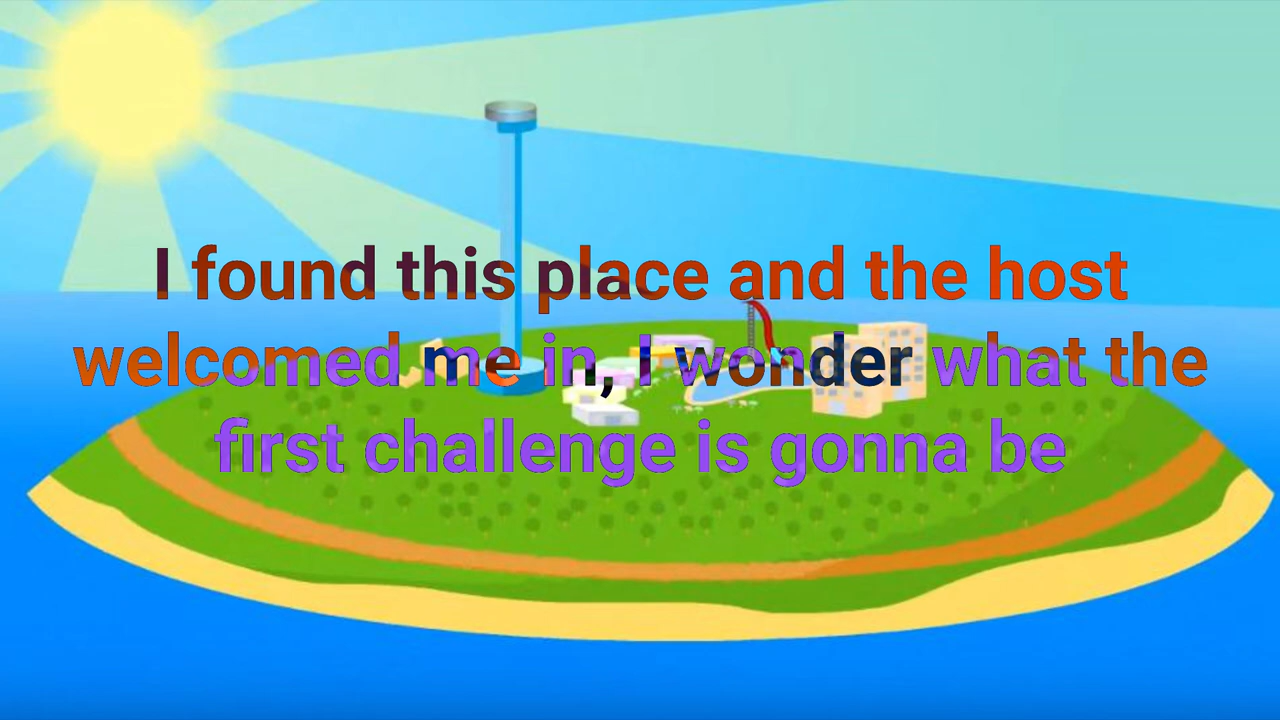 I found this place and the host
welcomed me in, I wonder what the
first challenge is gonna be